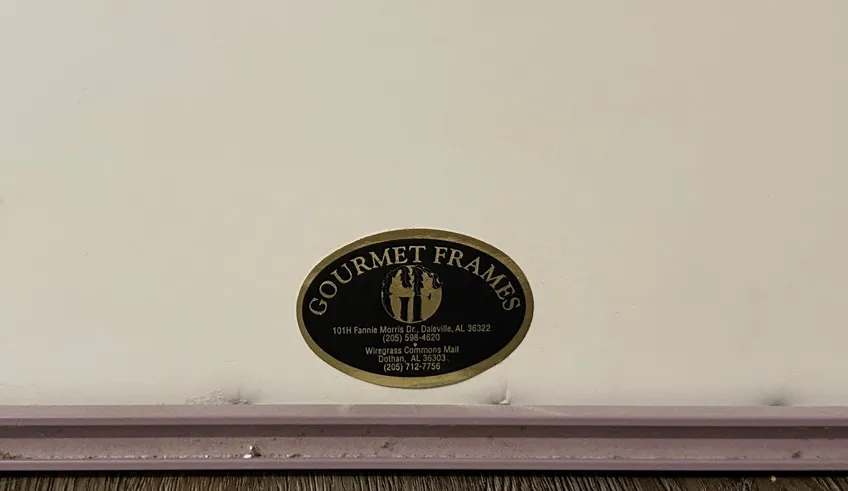 GOURMET FRAMES
101H Fannie Morris Dr., Daleville, AL 36322
(205) 598-4620
Wiregrass Commons Mall
Dothan, AL 36303
(205) 712-7756